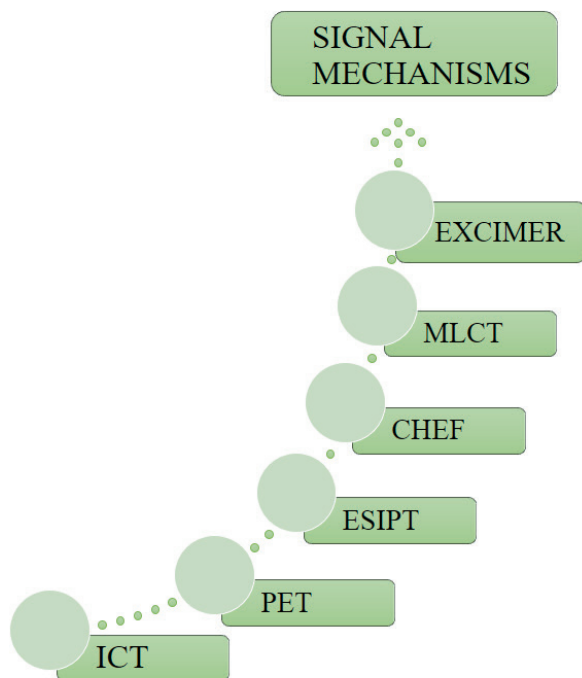 SIGNAL
MECHANISMS
EXCIMER
MLCT
CHEF
ESIPT
PET
ICT